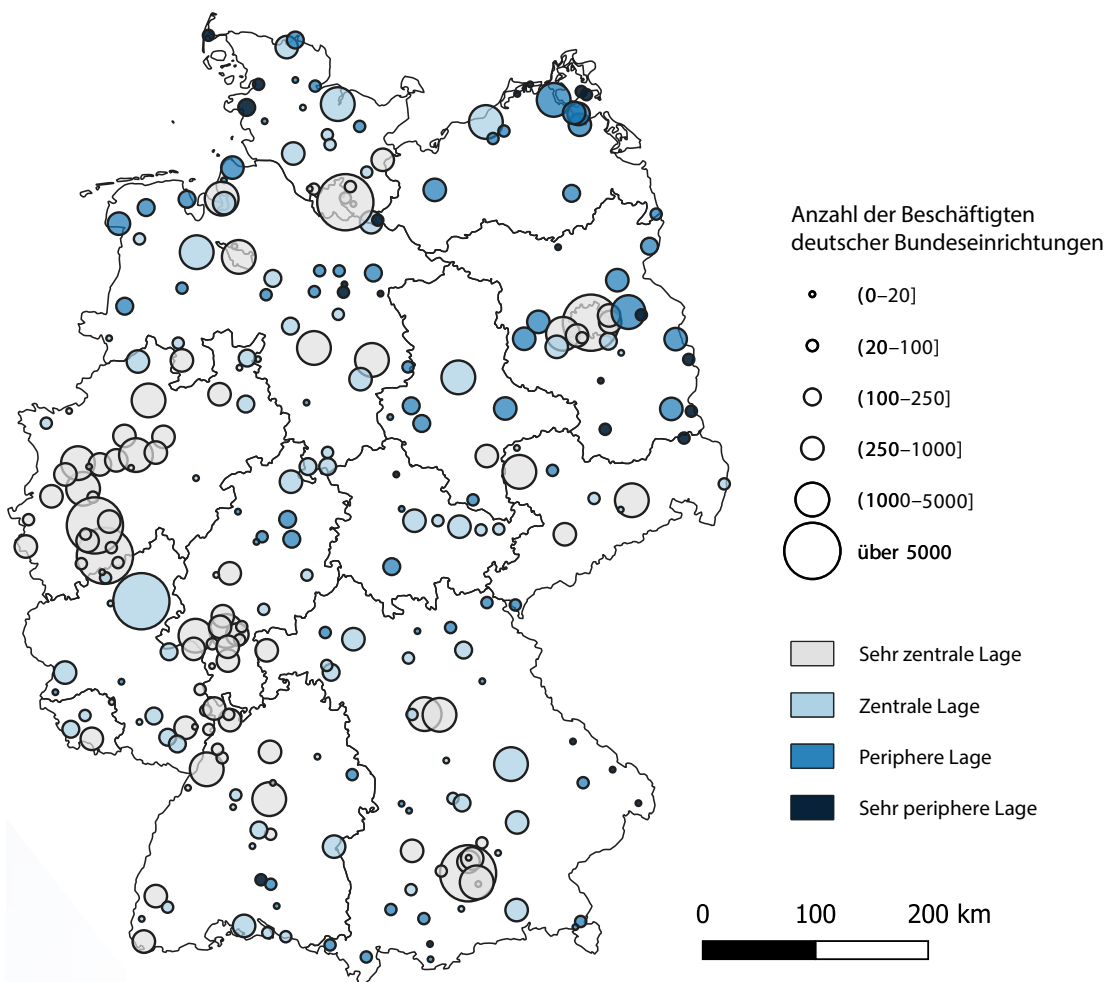 Anzahl der Beschäftigten
deutscher Bundeseinrichtungen
(0–20]
(20–100]
(100–250]
(250–1000]
(1000–5000]
über 5000
Sehr zentrale Lage
Zentrale Lage
Periphere Lage
Sehr periphere Lage
0 100 200 km